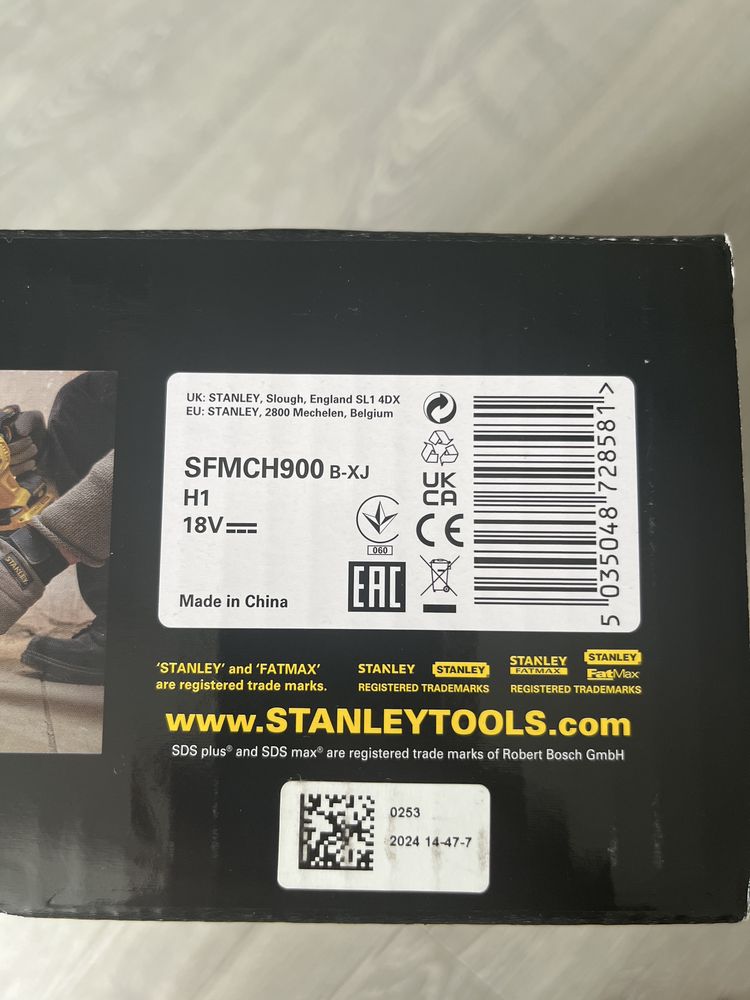 UK: STANLEY, Slough, England SL1 4DX
EU: STANLEY, 2800 Mechelen, Belgium
SFMCH900 B-XJ
H1
18V
060
UK
CA
CE
EAC
Made in China
5 035048 728581 >
STANLEY
'STANLEY' and 'FATMAX'
are registered trade marks.
STANLEY STANLEY
REGISTERED TRADEMARKS
STANLEY
FATMAX
STANLEY
FatMax
REGISTERED TRADEMARKS
www.STANLEYTOOLS.com
SDS plus® and SDS max® are registered trade marks of Robert Bosch GmbH
0253
2024 14-47-7